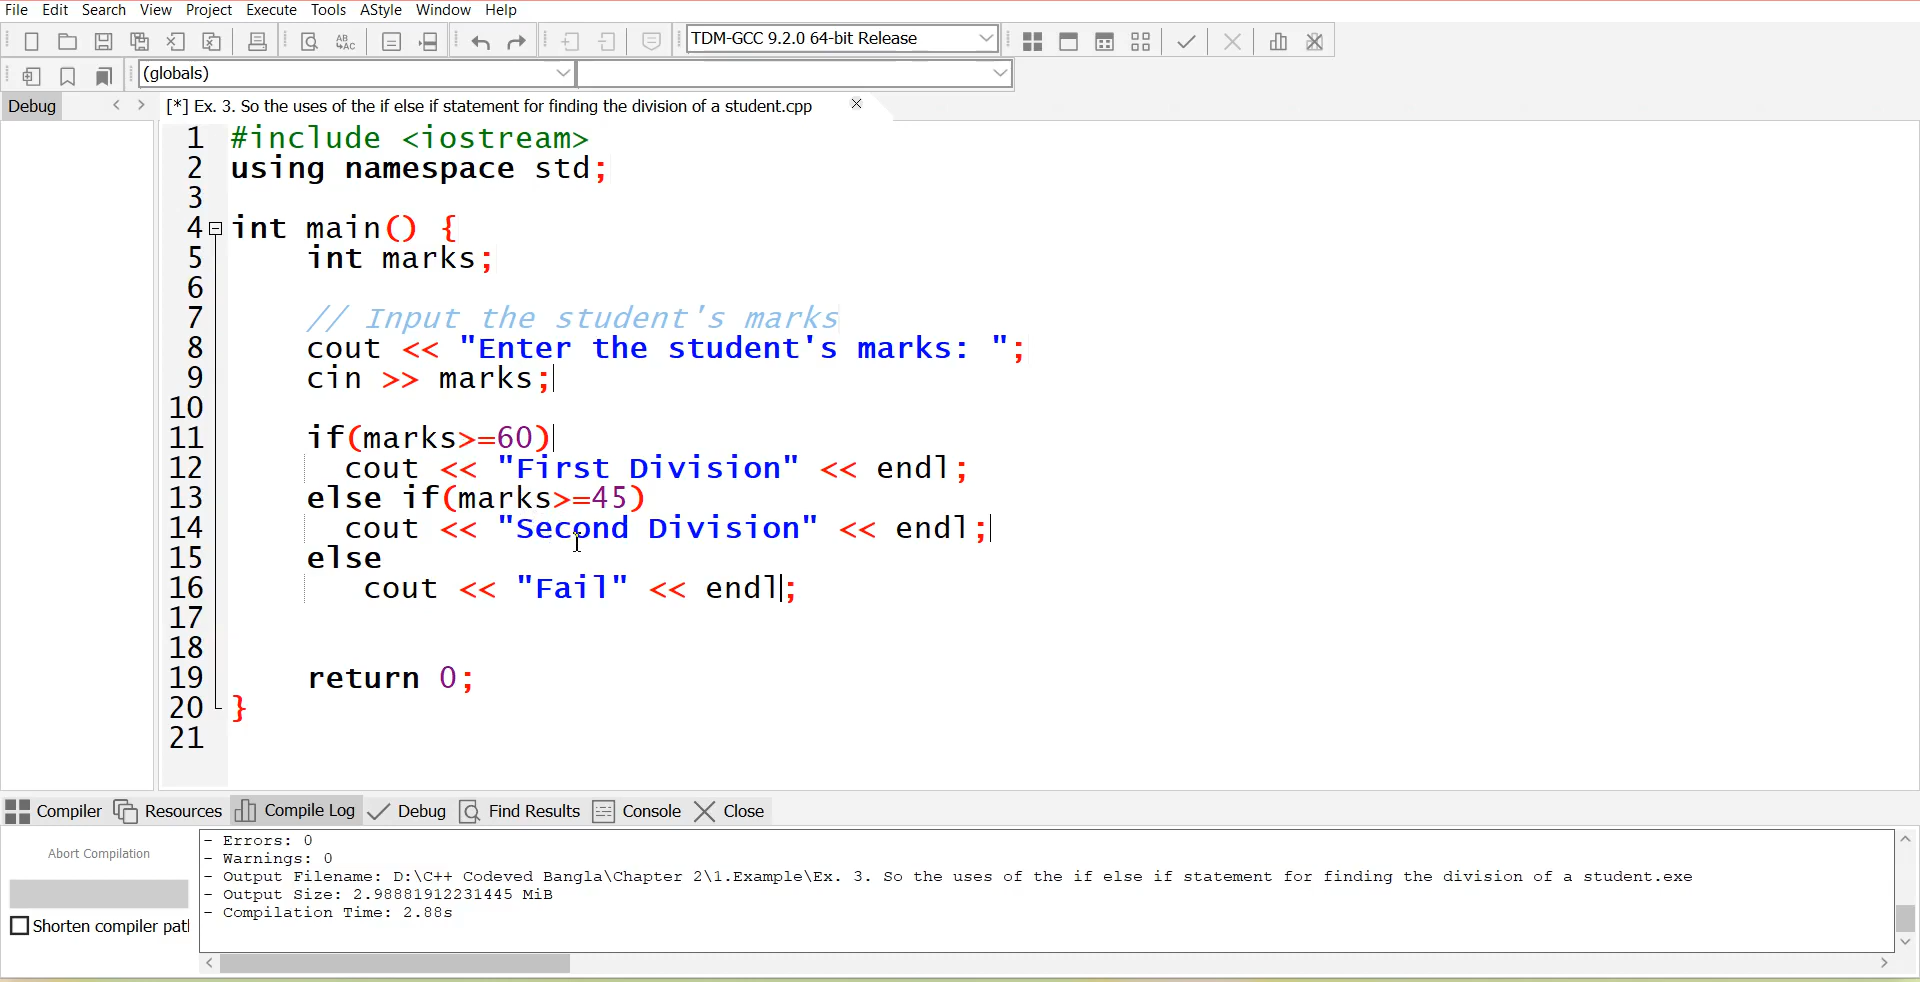 File Edit Search View Project Execute Tools AStyle Window Help
TDM-GCC 9.2.0 64-bit Release
(globals)
Debug
[*] Ex. 3. So the uses of the if else if statement for finding the division of a student.cpp
1 #include <iostream>
2 using namespace std;
3
4 int main() {
5 int marks;
6
7 // Input the student's marks
8 cout << "Enter the student's marks: ";
9 cin >> marks;
10
11 if(marks>=60)
12 cout << "First Division" << endl;
13 else if(marks>=45)
14 cout << "Second Division" << endl;
15 else
16 cout << "Fail" << endl;
17
18
19 return 0;
20 }
21
Compiler Resources Compile Log Debug Find Results Console Close
Abort Compilation
Shorten compiler pat
- Errors: 0
- Warnings: 0
- Output Filename: D:\C++ Codeved Bangla\Chapter 2\1.Example\Ex. 3. So the uses of the if else if statement for finding the division of a student.exe
- Output Size: 2.98881912231445 MiB
- Compilation Time: 2.88s